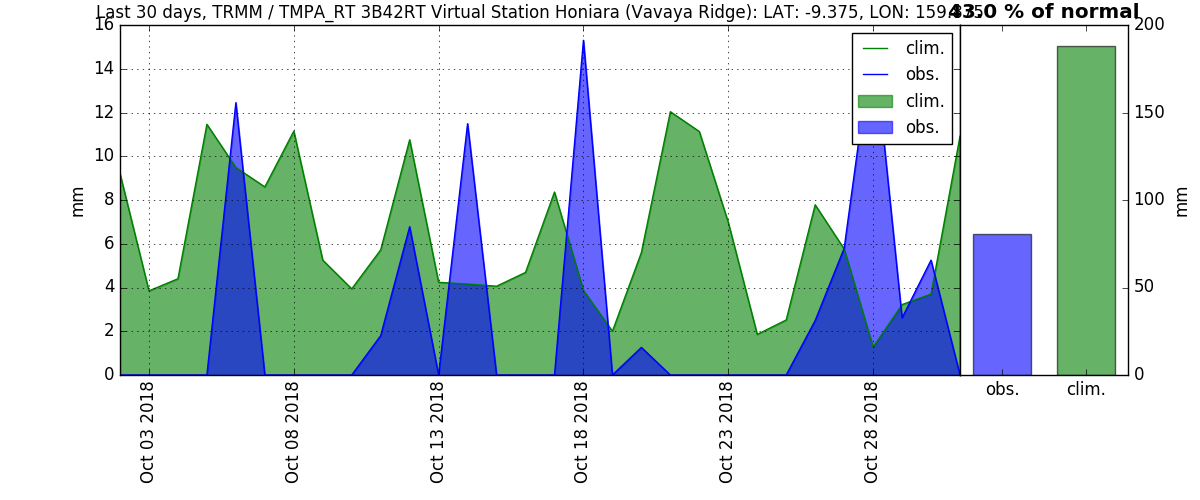 Last 30 days, TRMM / TMPA_RT 3B42RT Virtual Station Honiara (Vavaya Ridge): LAT: -9.375, LON:
43.0 % of normal
16
14
12
10
8
6
4
2
0
mm
clim.
obs.
clim.
obs.
200
150
100
50
0
mm
obs.
clim.
Oct 03 2018
Oct 08 2018
Oct 13 2018
Oct 18 2018
Oct 23 2018
Oct 28 2018